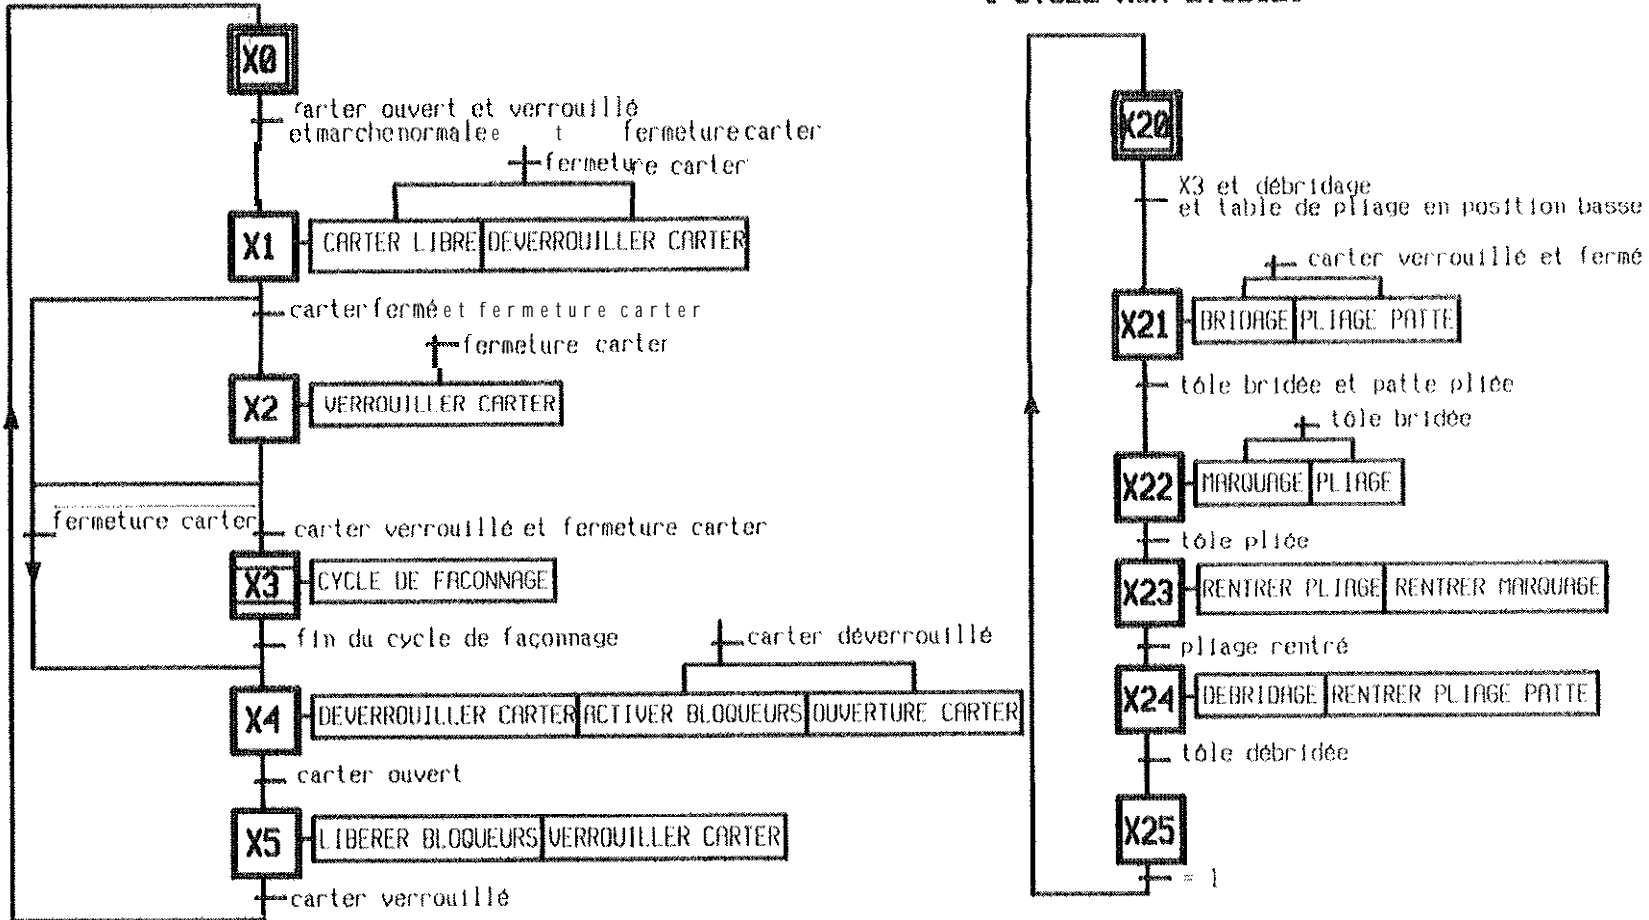 X0
carter ouvert et verrouillé
et marche normale e t fermeture carter
fermeture carter
X1
CARTER LIBRE
DEVERROUILLER CARTER
carter fermé et fermeture carter
fermeture carter
X2
VERROUILLER CARTER
fermeture carter
carter verrouillé et fermeture carter
X3
CYCLE DE FACONNAGE
fin du cycle de façonnage
carter déverrouillé
X4
DEVERROUILLER CARTER
ACTIVER BLOQUEURS
OUVERTURE CARTER
carter ouvert
X5
LIBERER BLOQUEURS
VERROUILLER CARTER
carter verrouillé
X20
X3 et débridage
et table de pliage en position basse
carter verrouillé et fermé
X21
BRIDAGE
PLIAGE PATTE
tôle bridée et patte pliée
tôle bridée
X22
MARQUAGE
PLIAGE
tôle pliée
X23
RENTRER PLIAGE
RENTRER MARQUAGE
pliage rentré
X24
DEBRIDAGE
RENTRER PLIAGE PATTE
tôle débridée
X25
= 1